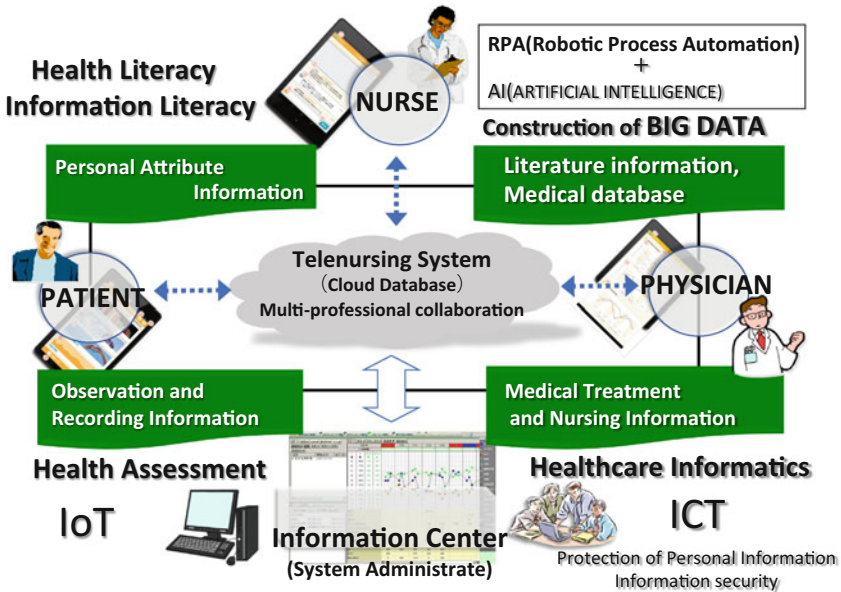 Health Literacy
Information Literacy
NURSE
RPA(Robotic Process Automation)
+
AI(ARTIFICIAL INTELLIGENCE)
Construction of BIG DATA
Personal Attribute
Information
Literature information,
Medical database
Telenursing System
（Cloud Database）
Multi-professional collaboration
PATIENT
PHYSICIAN
Observation and
Recording Information
Medical Treatment
and Nursing Information
Health Assessment
IoT
Information Center
(System Administrate)
Healthcare Informatics
ICT
Protection of Personal Information
Information security